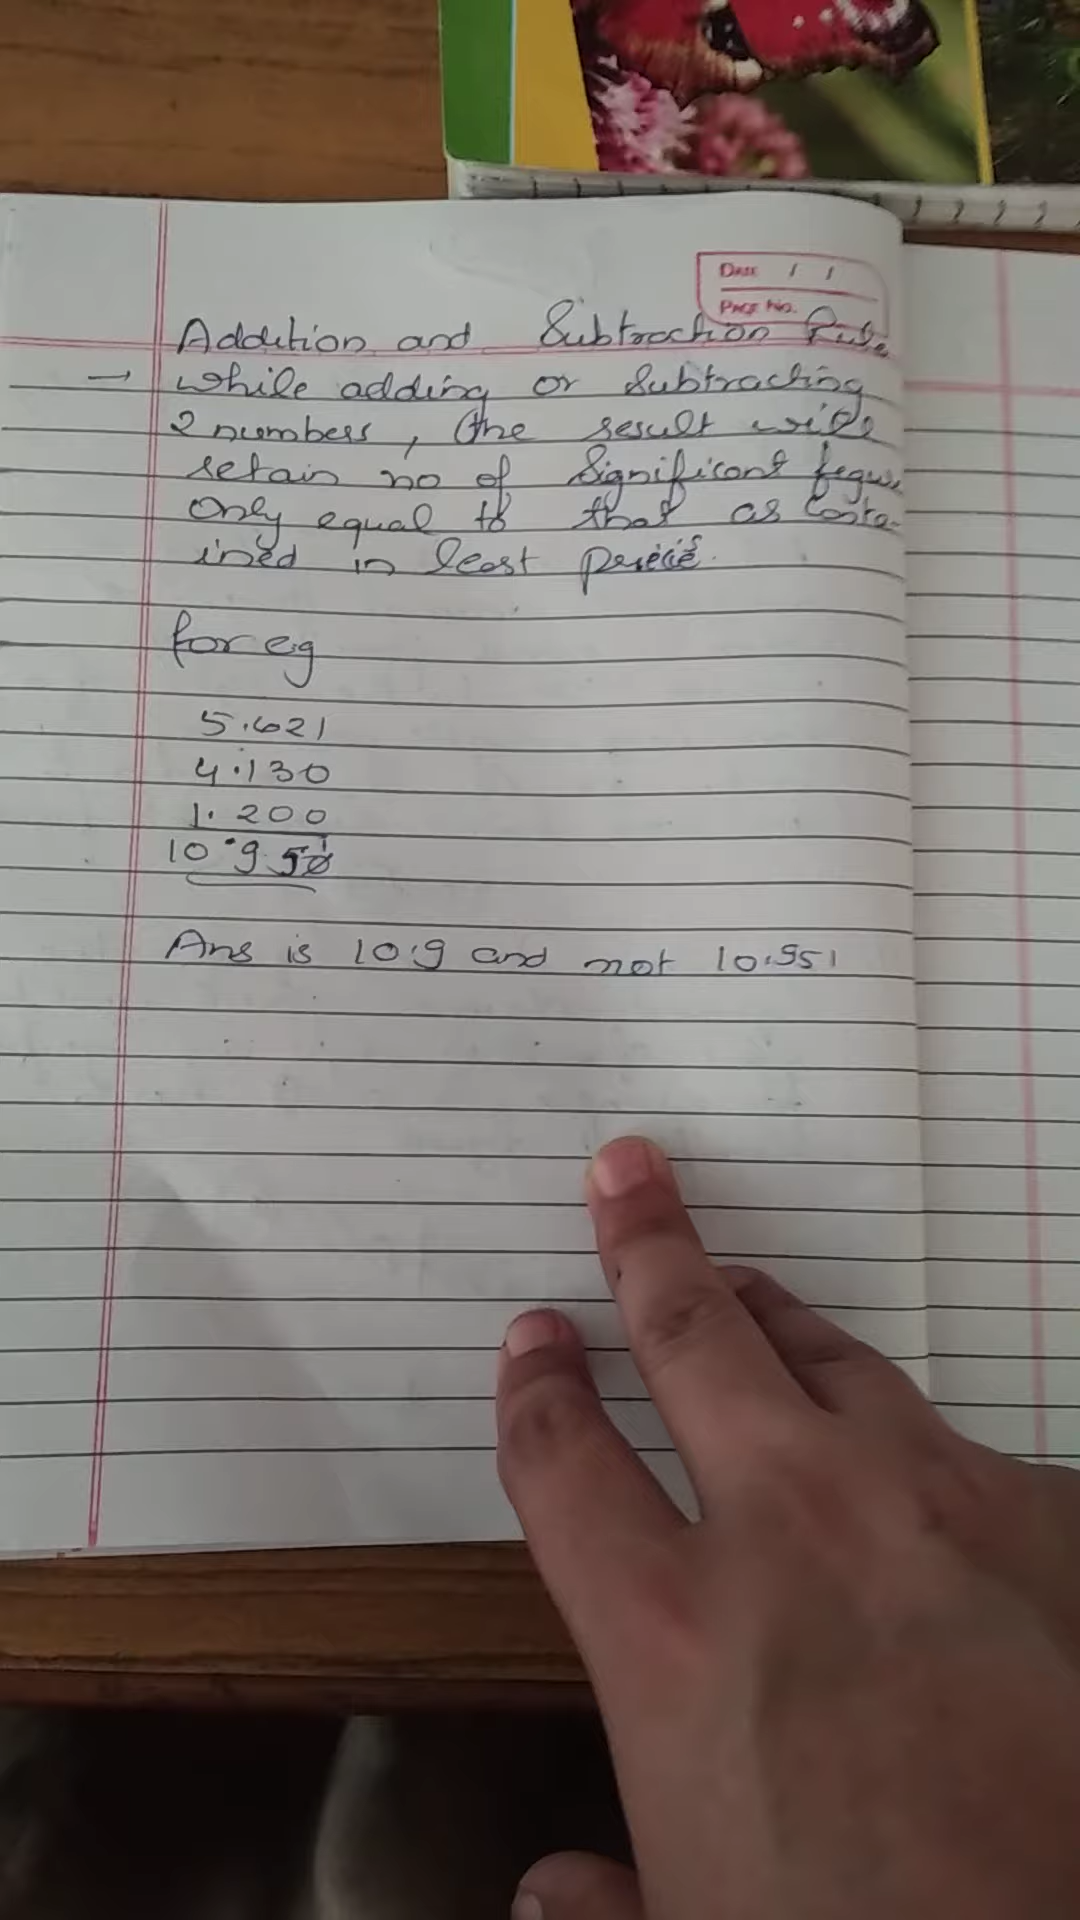 DATE / /
PAGE NO.
Addition and Subtraction Rule
→ while adding or subtracting
2 numbers, the result will
retain no of significant
only equal to that as conta-
ined in least
for eg
5.621
4.130
1.200
10.951
Ans is 10.9 and not 10.951